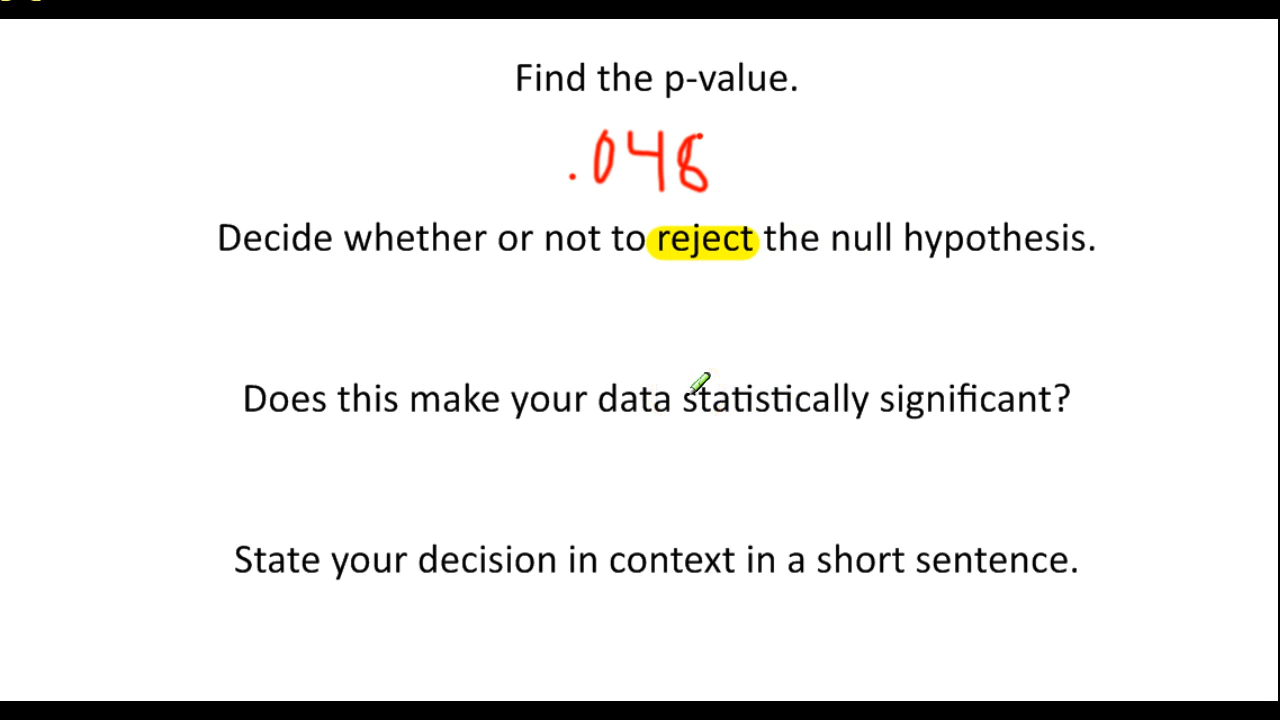 Find the p-value.
.048
Decide whether or not to reject the null hypothesis.
Does this make your data statistically significant?
State your decision in context in a short sentence.